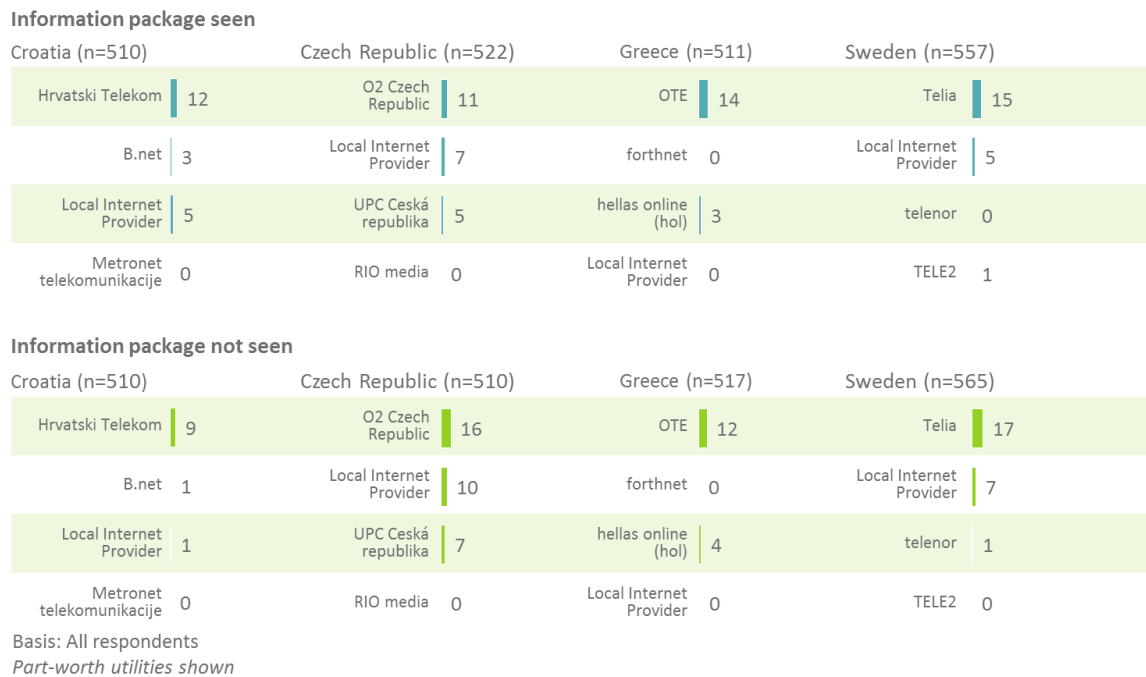 Information package seen
Croatia (n=510) Czech Republic (n=522) Greece (n=511) Sweden (n=557)
Hrvatski Telekom 12 O2 Czech Republic 11 OTE 14 Telia 15
B.net 3 Local Internet Provider 7 forthnet 0 Local Internet Provider 5
Local Internet Provider 5 UPC Ceská republika 5 hellas online (hol) 3 telenor 0
Metronet telekomunikacije 0 RIO media 0 Local Internet Provider 0 TELE2 1
Information package not seen
Croatia (n=510) Czech Republic (n=510) Greece (n=517) Sweden (n=565)
Hrvatski Telekom 9 O2 Czech Republic 16 OTE 12 Telia 17
B.net 1 Local Internet Provider 10 forthnet 0 Local Internet Provider 7
Local Internet Provider 1 UPC Ceská republika 7 hellas online (hol) 4 telenor 1
Metronet telekomunikacije 0 RIO media 0 Local Internet Provider 0 TELE2 0
Basis: All respondents
Part-worth utilities shown